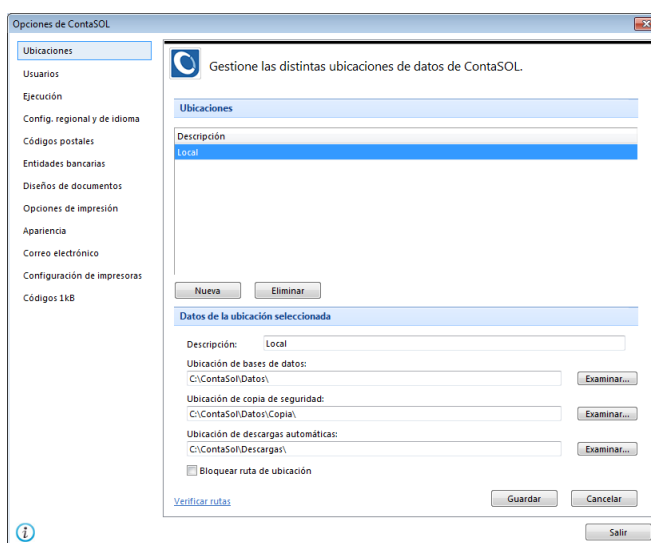 Opciones de ContaSOL
Ubicaciones
Usuarios
Ejecución
Config. regional y de idioma
Códigos postales
Entidades bancarias
Diseños de documentos
Opciones de impresión
Apariencia
Correo electrónico
Configuración de impresoras
Códigos 1kB
Gestione las distintas ubicaciones de datos de ContaSOL.
Ubicaciones
Descripción
Local
Nueva Eliminar
Datos de la ubicación seleccionada
Descripción: Local
Ubicación de bases de datos:
C:\ContaSol\Datos\ Examinar...
Ubicación de copia de seguridad:
C:\ContaSol\Datos\Copia\ Examinar...
Ubicación de descargas automáticas:
C:\ContaSol\Descargas\ Examinar...
Bloquear ruta de ubicación
Verificar rutas Guardar Cancelar
Salir